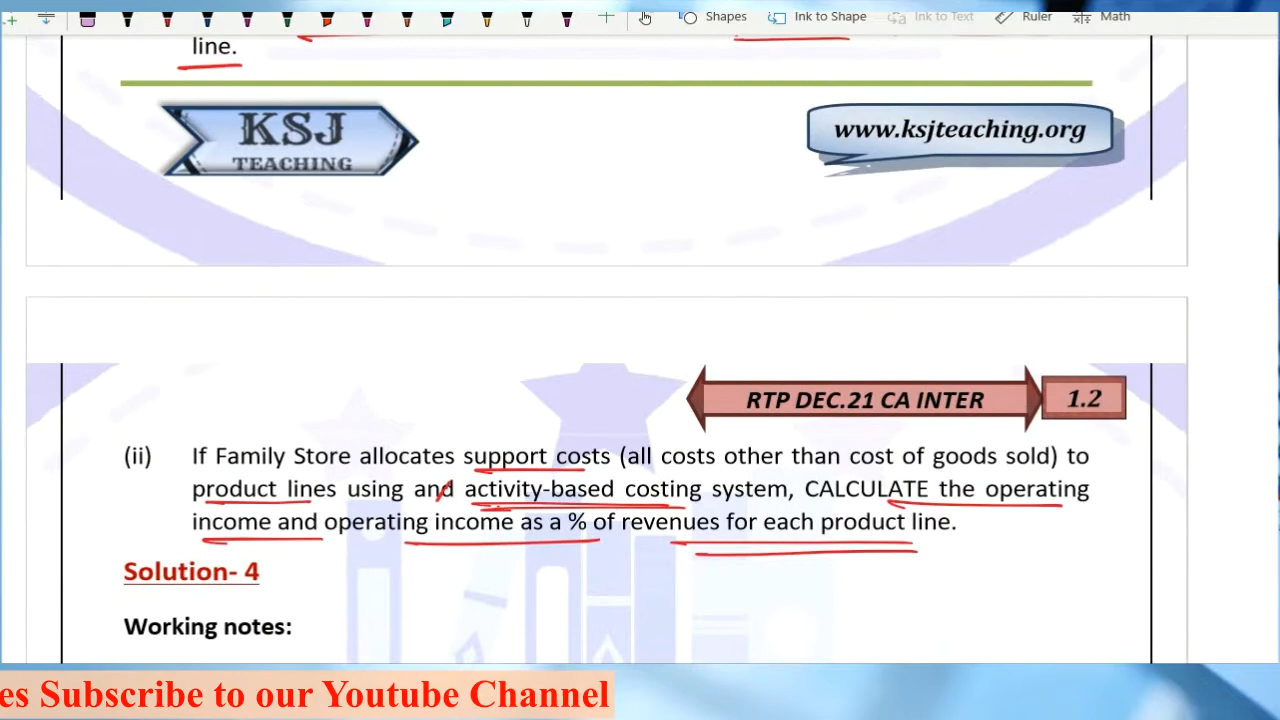 Shapes Ink to Shape Ink to Text Ruler Math
line.
KSJ
TEACHING
www.ksjteaching.org
RTP DEC.21 CA INTER 1.2
(ii) If Family Store allocates support costs (all costs other than cost of goods sold) to
product lines using and activity-based costing system, CALCULATE the operating
income and operating income as a % of revenues for each product line.
Solution- 4
Working notes:
es Subscribe to our Youtube Channel